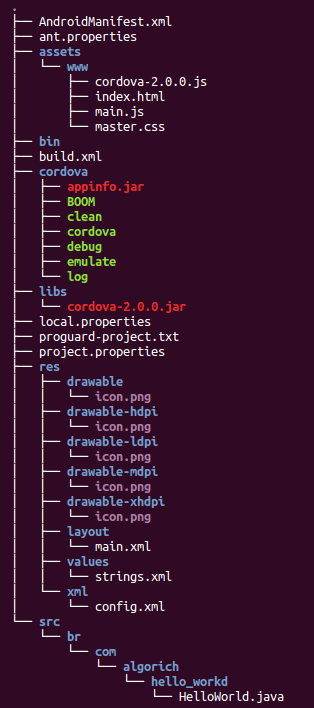 .
├── AndroidManifest.xml
├── ant.properties
├── assets
│   └── www
│       ├── cordova-2.0.0.js
│       ├── index.html
│       ├── main.js
│       └── master.css
├── bin
├── build.xml
├── cordova
│   ├── appinfo.jar
│   ├── BOOM
│   ├── clean
│   ├── cordova
│   ├── debug
│   ├── emulate
│   └── log
├── libs
│   └── cordova-2.0.0.jar
├── local.properties
├── proguard-project.txt
├── project.properties
├── res
│   ├── drawable
│   │   └── icon.png
│   ├── drawable-hdpi
│   │   └── icon.png
│   ├── drawable-ldpi
│   │   └── icon.png
│   ├── drawable-mdpi
│   │   └── icon.png
│   ├── drawable-xhdpi
│   │   └── icon.png
│   ├── layout
│   │   └── main.xml
│   ├── values
│   │   └── strings.xml
│   └── xml
│       └── config.xml
└── src
    └── br
        └── com
            └── algorich
                └── hello_workd
                    └── HelloWorld.java